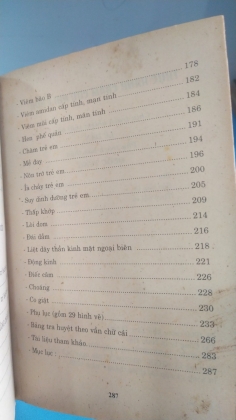 - Viêm bão B 178
- Viêm amidan cấp tính, mạn tính 182
- Viêm mũi cấp tính, mãn tính 184
- Hen phế quản 186
- Chàm trẻ em 191
- Mề đay 194
- Nôn trớ trẻ em 196
- Ỉa chảy trẻ em 200
- Suy dinh dưỡng trẻ em 205
- Thấp khớp 209
- Lòi dom 214
- Đái dầm 216
- Liệt dây thần kinh mặt ngoại biên 218
- Động kinh 221
- Điếc câm 226
- Choáng 228
- Co giật 230
- Phụ lục (gồm 29 hình vẽ) 233
- Bảng tra huyệt theo vần chữ cái 266
- Tài liệu tham khảo 283
- Mục lục 287
287